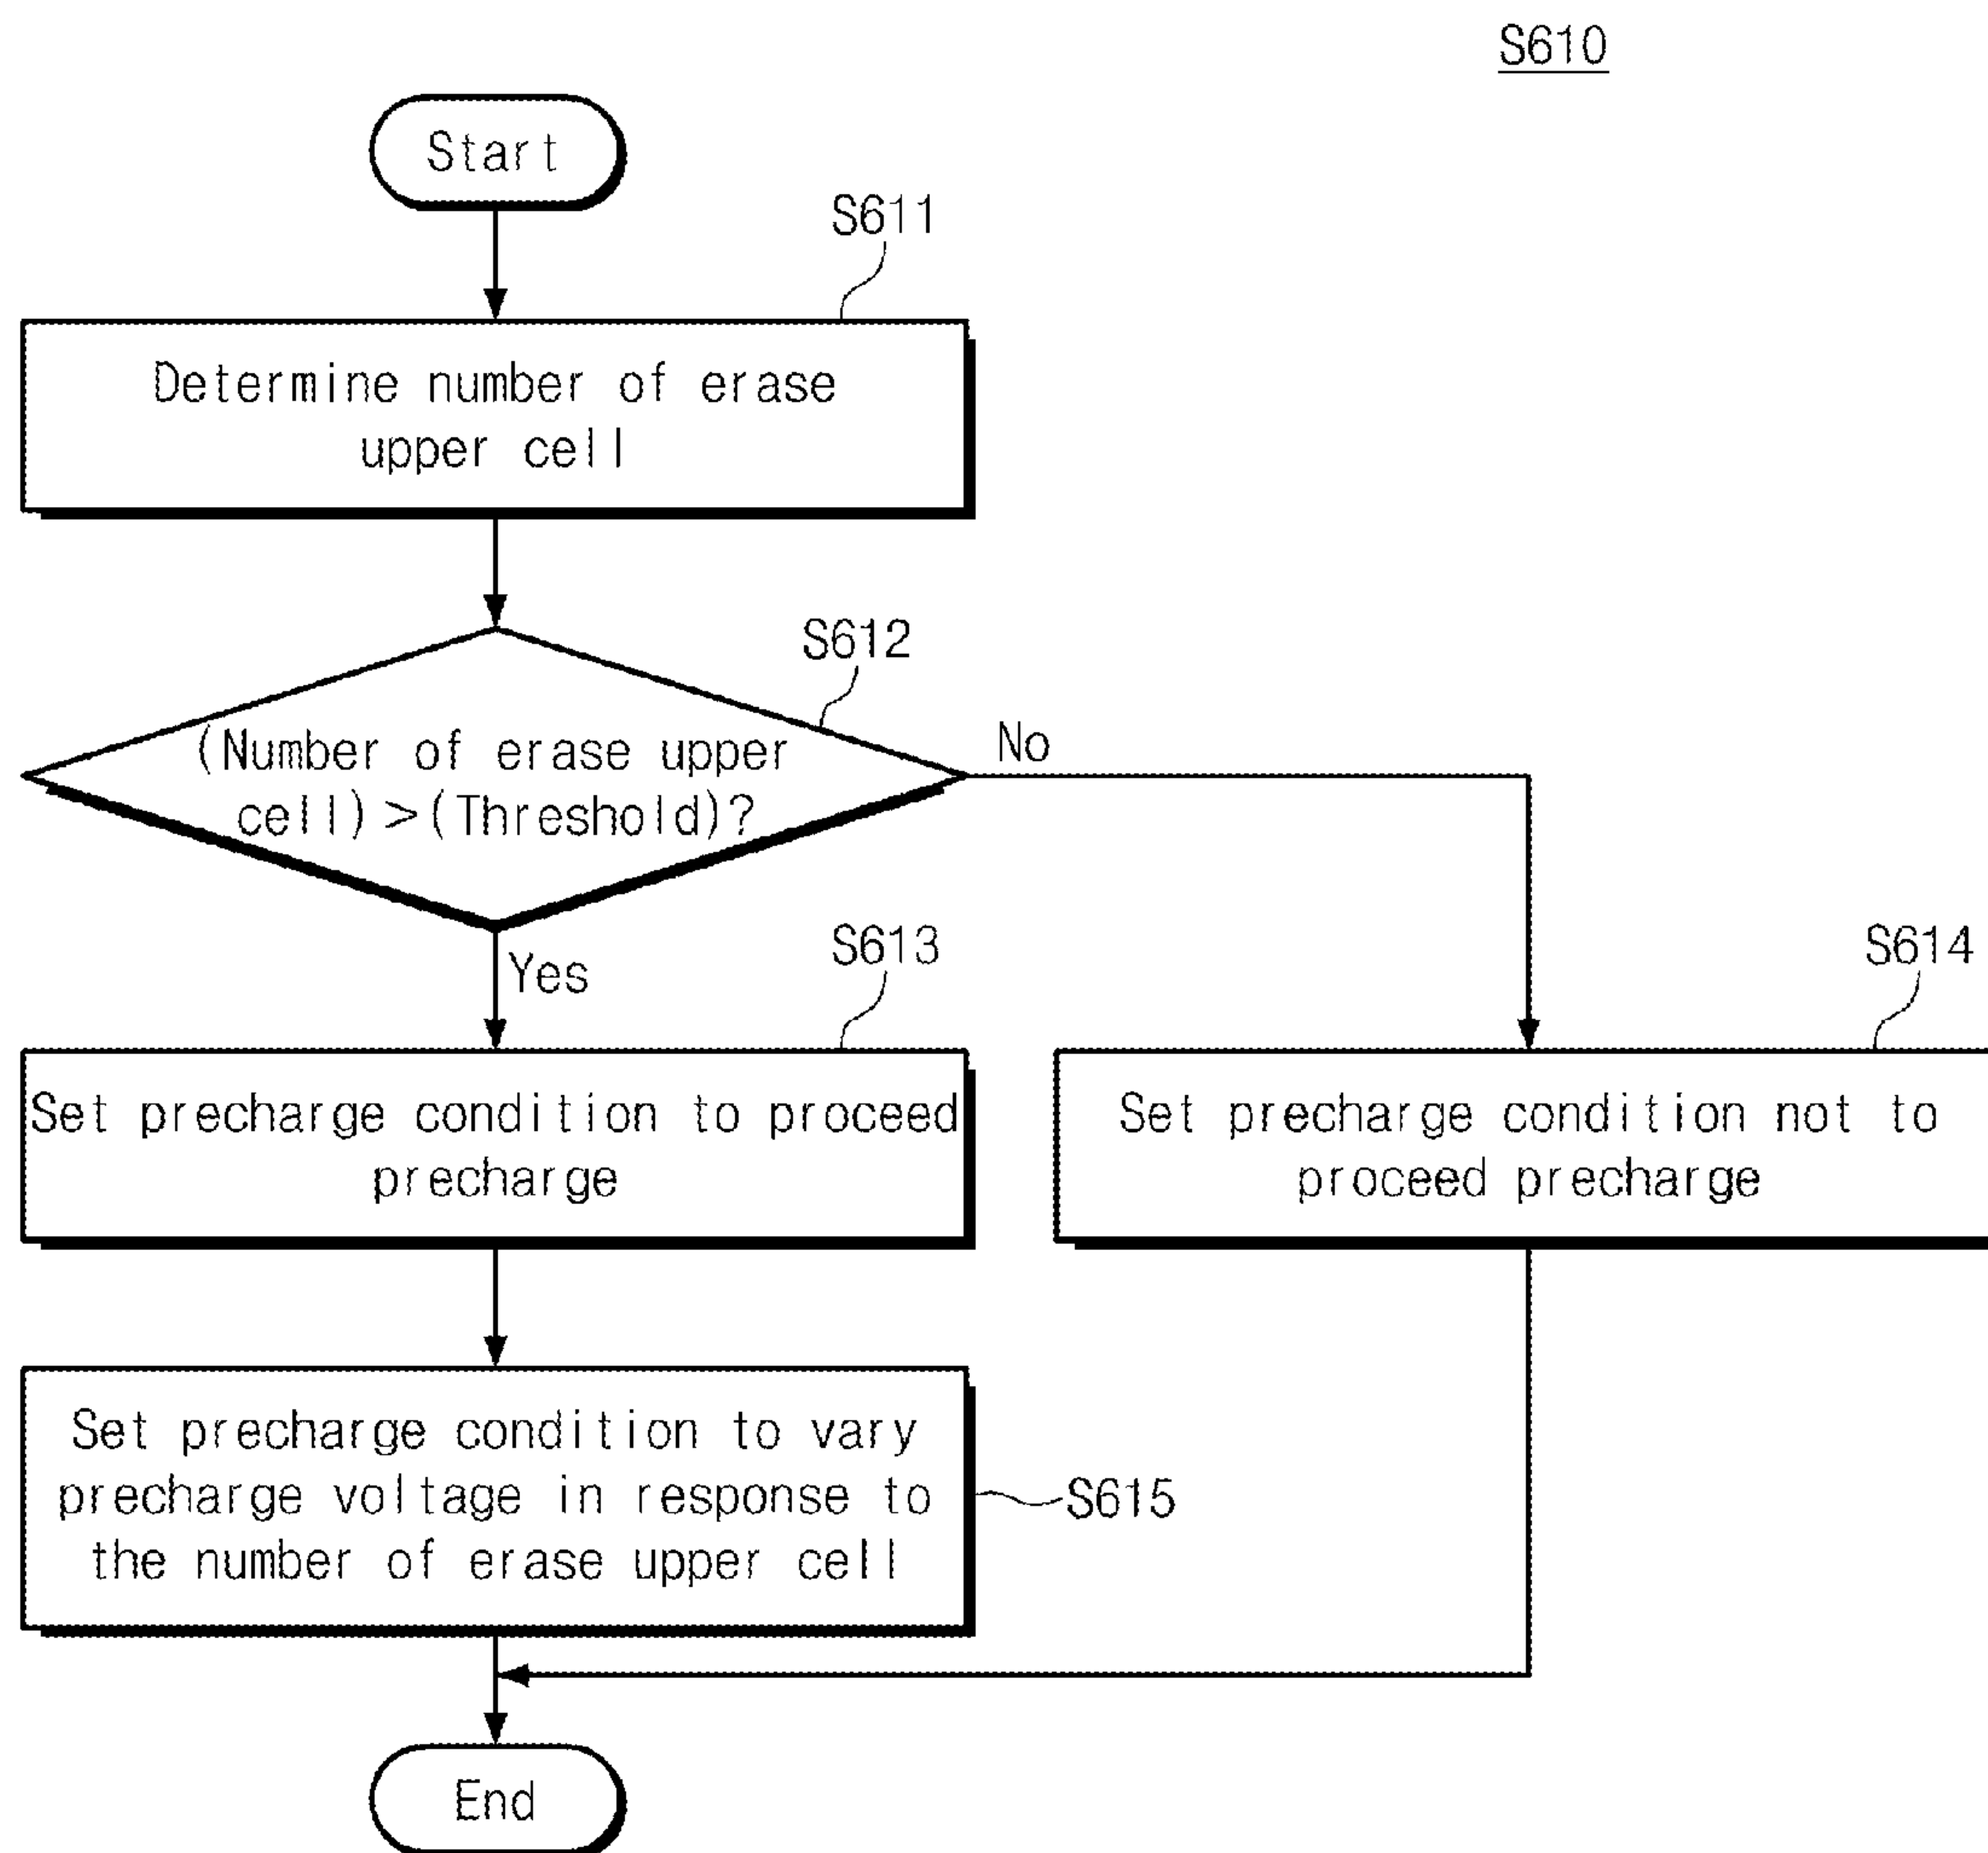 S610
Start
S611
Determine number of erase
upper cell
S612
(Number of erase upper
cell)>(Threshold)?
No
Yes
S613
S614
Set precharge condition to proceed
precharge
Set precharge condition not to
proceed precharge
Set precharge condition to vary
precharge voltage in response to
the number of erase upper cell
S615
End